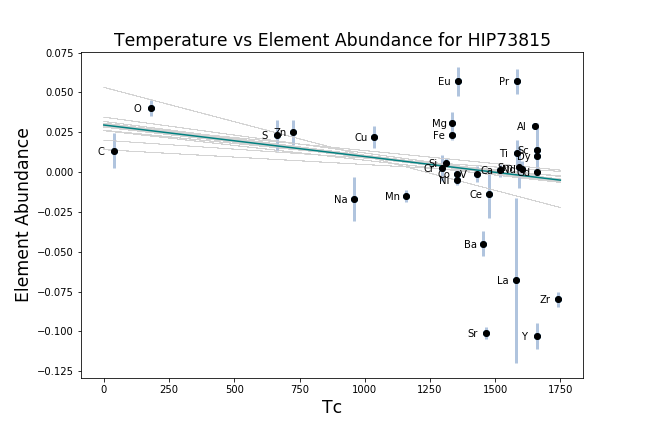 Temperature vs Element Abundance for HIP73815
Element Abundance
0.075
0.050
0.025
0.000
−0.025
−0.050
−0.075
−0.100
−0.125
Eu
Pr
O
Mg
Al
S
Zn
Fe
Cu
C
Ti
Sc
Dy
Si
Cr
Co
V
Ca
Ni
Nd
Gd
Na
Mn
Ce
Ba
La
Zr
Sr
Y
0 250 500 750 1000 1250 1500 1750
Tc